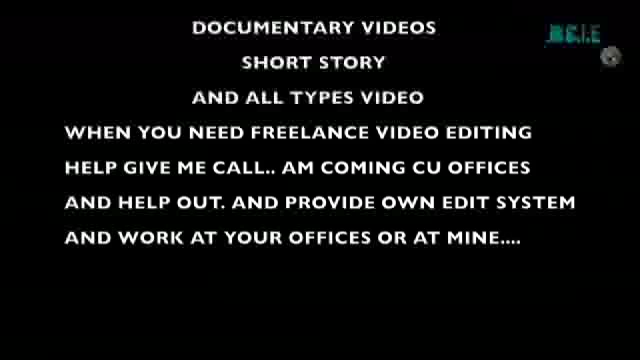 DOCUMENTARY VIDEOS
SHORT STORY
AND ALL TYPES VIDEO
WHEN YOU NEED FREELANCE VIDEO EDITING
HELP GIVE ME CALL.. AM COMING CU OFFICES
AND HELP OUT. AND PROVIDE OWN EDIT SYSTEM
AND WORK AT YOUR OFFICES OR AT MINE....